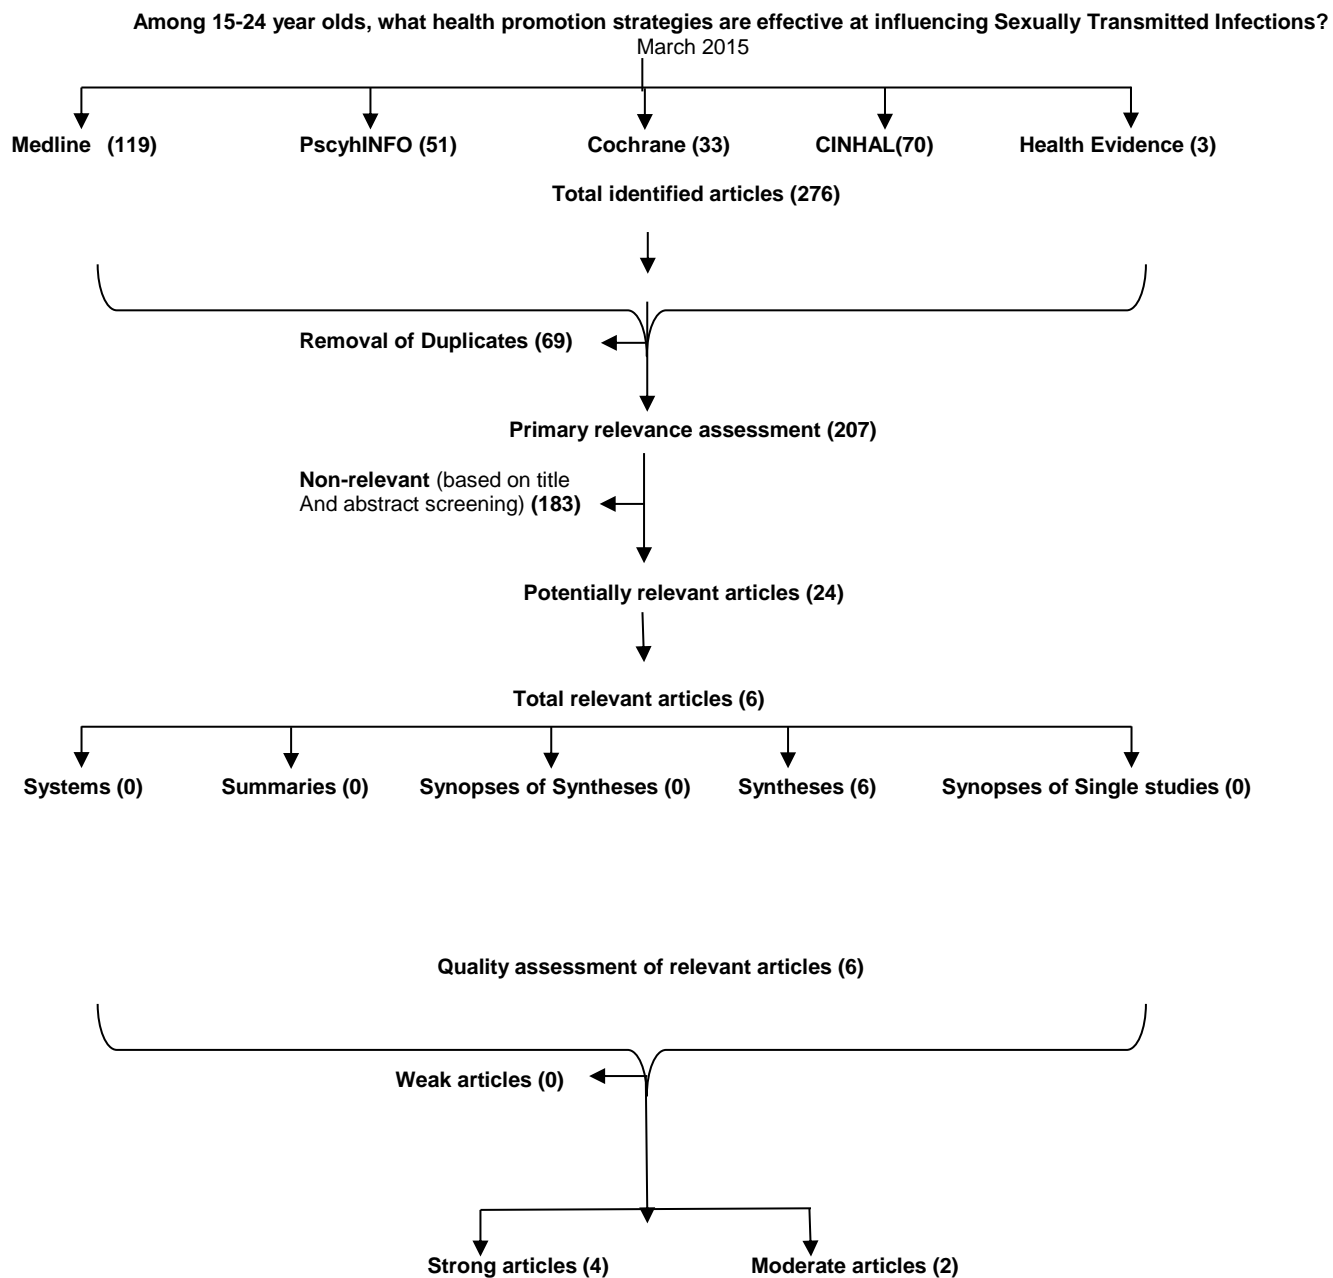 Among 15-24 year olds, what health promotion strategies are effective at influencing Sexually Transmitted Infections?
March 2015
Medline (119)
PscyhINFO (51)
Cochrane (33)
CINHAL(70)
Health Evidence (3)
Total identified articles (276)
Removal of Duplicates (69)
Primary relevance assessment (207)
Non-relevant (based on title
And abstract screening) (183)
Potentially relevant articles (24)
Total relevant articles (6)
Systems (0)
Summaries (0)
Synopses of Syntheses (0)
Syntheses (6)
Synopses of Single studies (0)
Quality assessment of relevant articles (6)
Weak articles (0)
Strong articles (4)
Moderate articles (2)